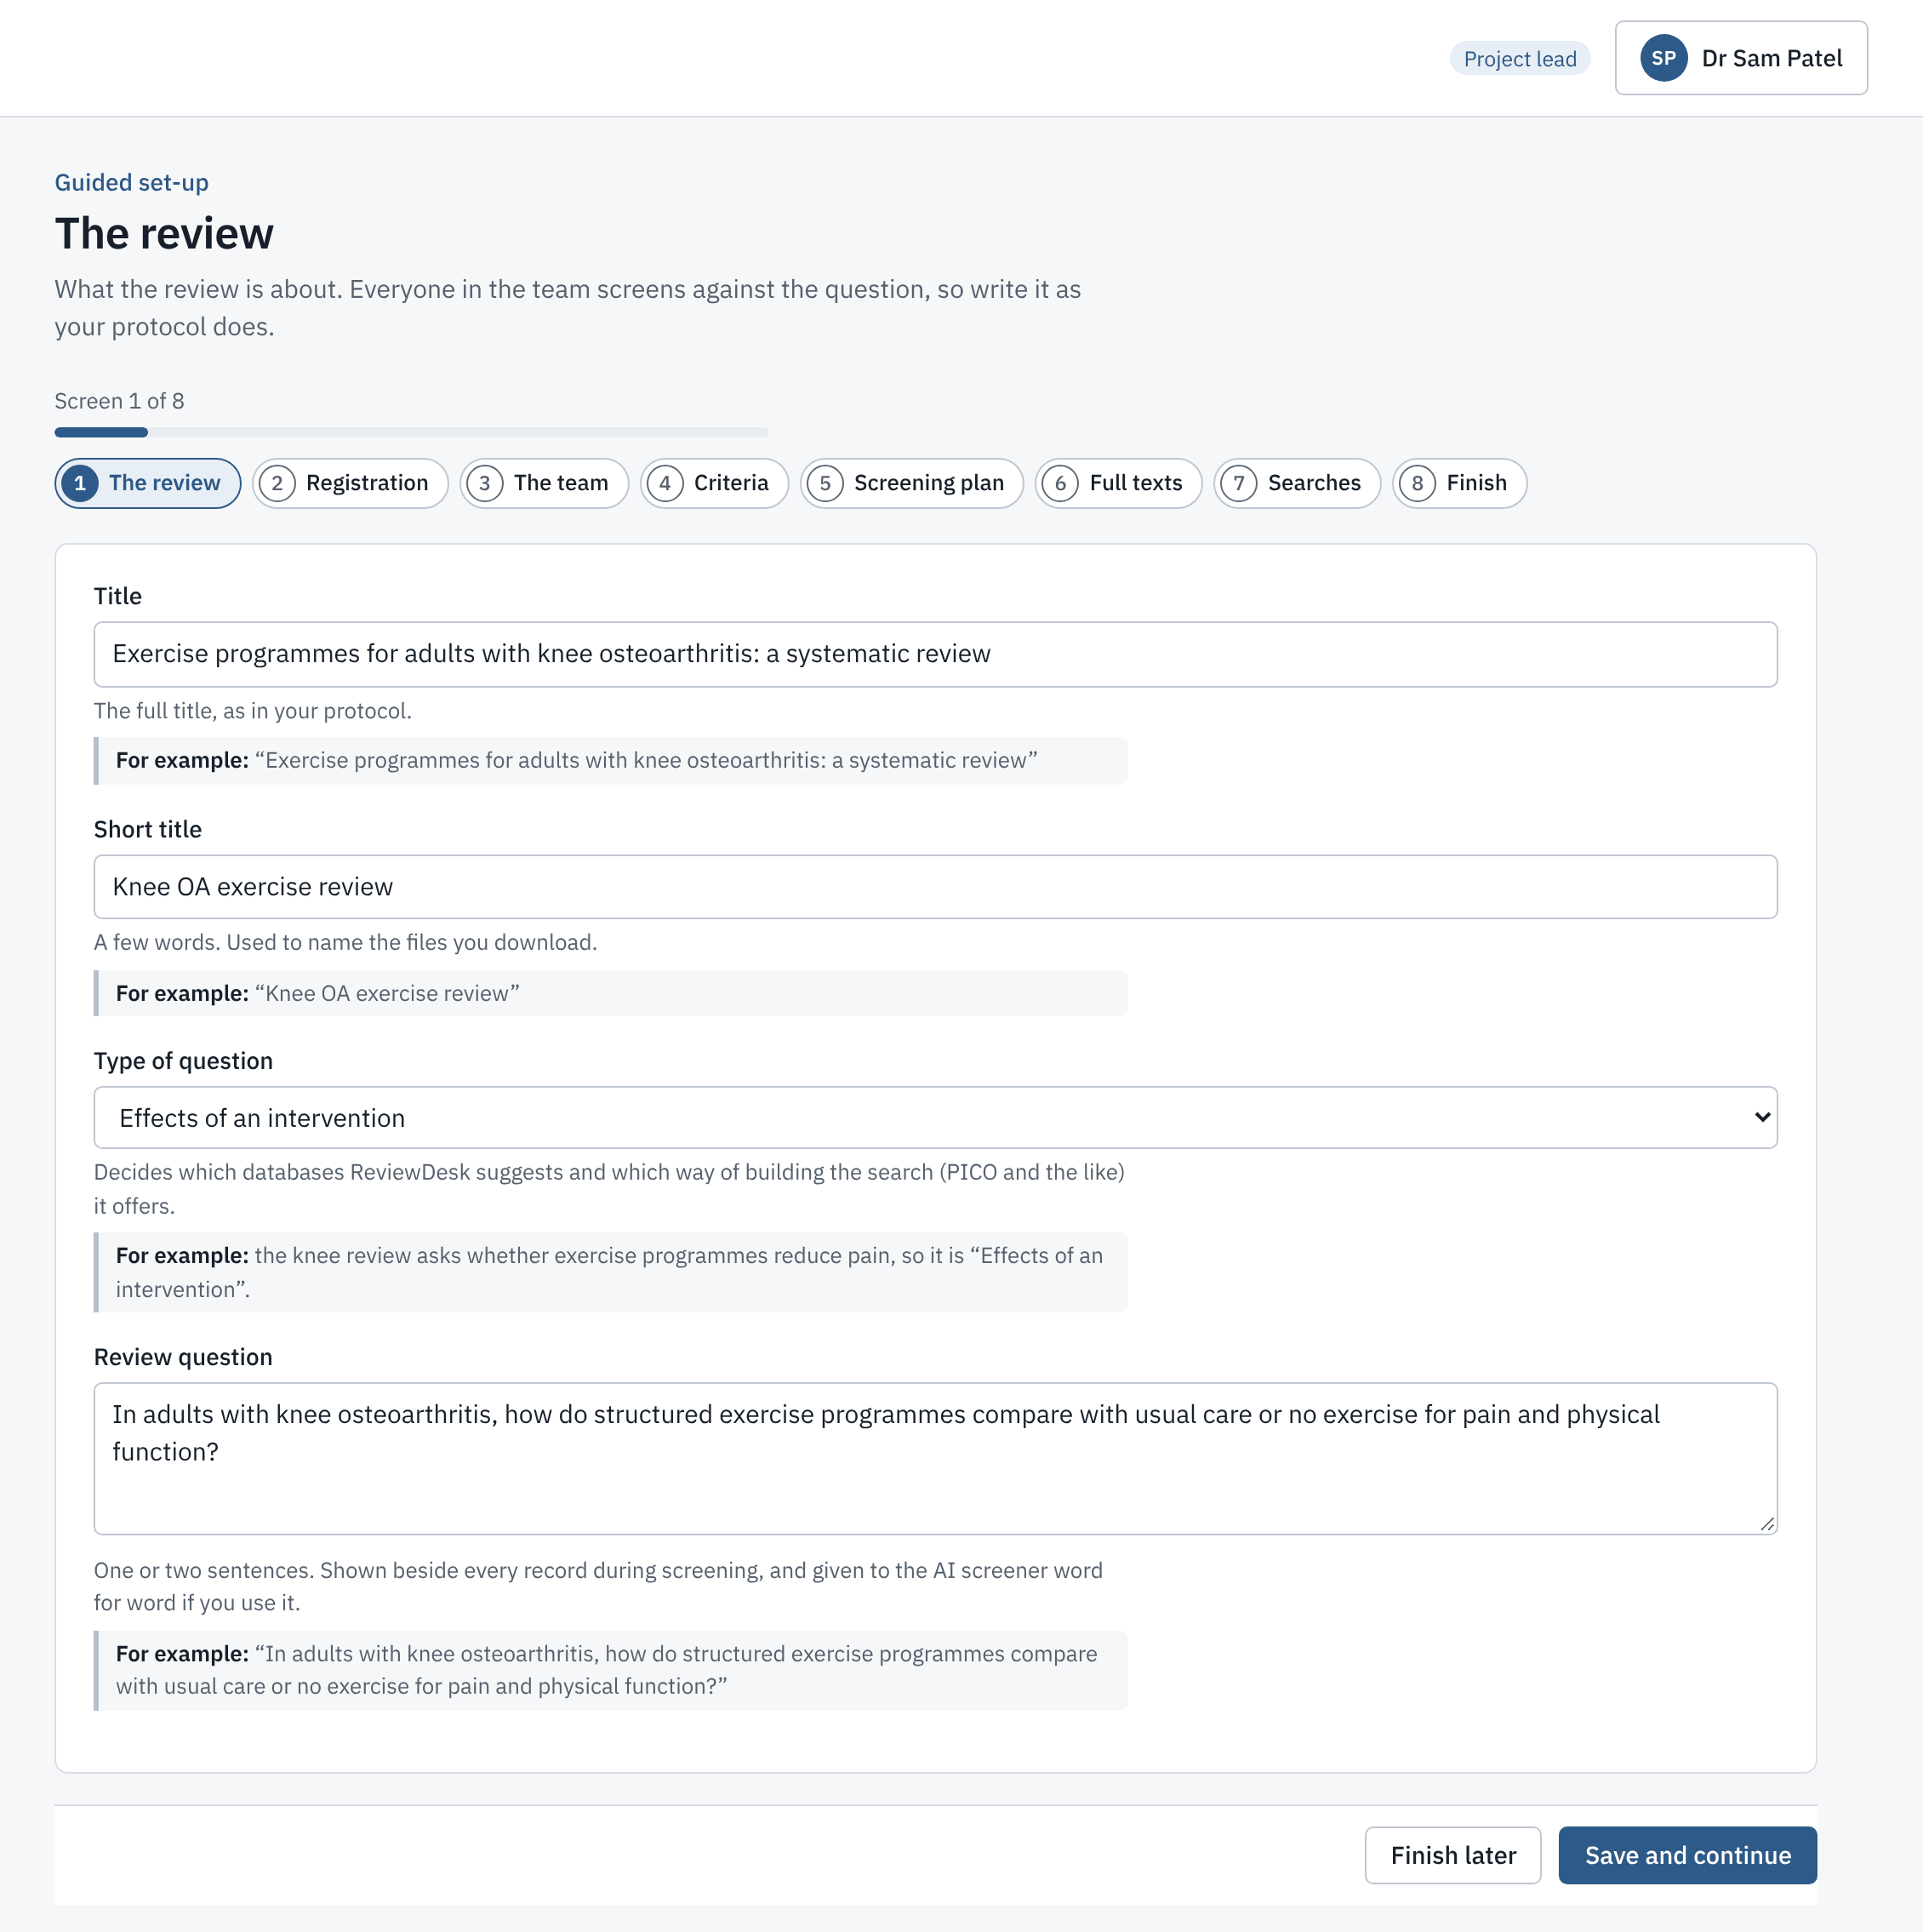 Project lead
SP
Dr Sam Patel
Guided set-up
The review
What the review is about. Everyone in the team screens against the question, so write it as
your protocol does.
Screen 1 of 8
1 The review
2 Registration
3 The team
4 Criteria
5 Screening plan
6 Full texts
7 Searches
8 Finish
Title
Exercise programmes for adults with knee osteoarthritis: a systematic review
The full title, as in your protocol.
For example: “Exercise programmes for adults with knee osteoarthritis: a systematic review”
Short title
Knee OA exercise review
A few words. Used to name the files you download.
For example: “Knee OA exercise review”
Type of question
Effects of an intervention
Decides which databases ReviewDesk suggests and which way of building the search (PICO and the like)
it offers.
For example: the knee review asks whether exercise programmes reduce pain, so it is “Effects of an
intervention”.
Review question
In adults with knee osteoarthritis, how do structured exercise programmes compare with usual care or no exercise for pain and physical
function?
One or two sentences. Shown beside every record during screening, and given to the AI screener word
for word if you use it.
For example: “In adults with knee osteoarthritis, how do structured exercise programmes compare
with usual care or no exercise for pain and physical function?”
Finish later
Save and continue